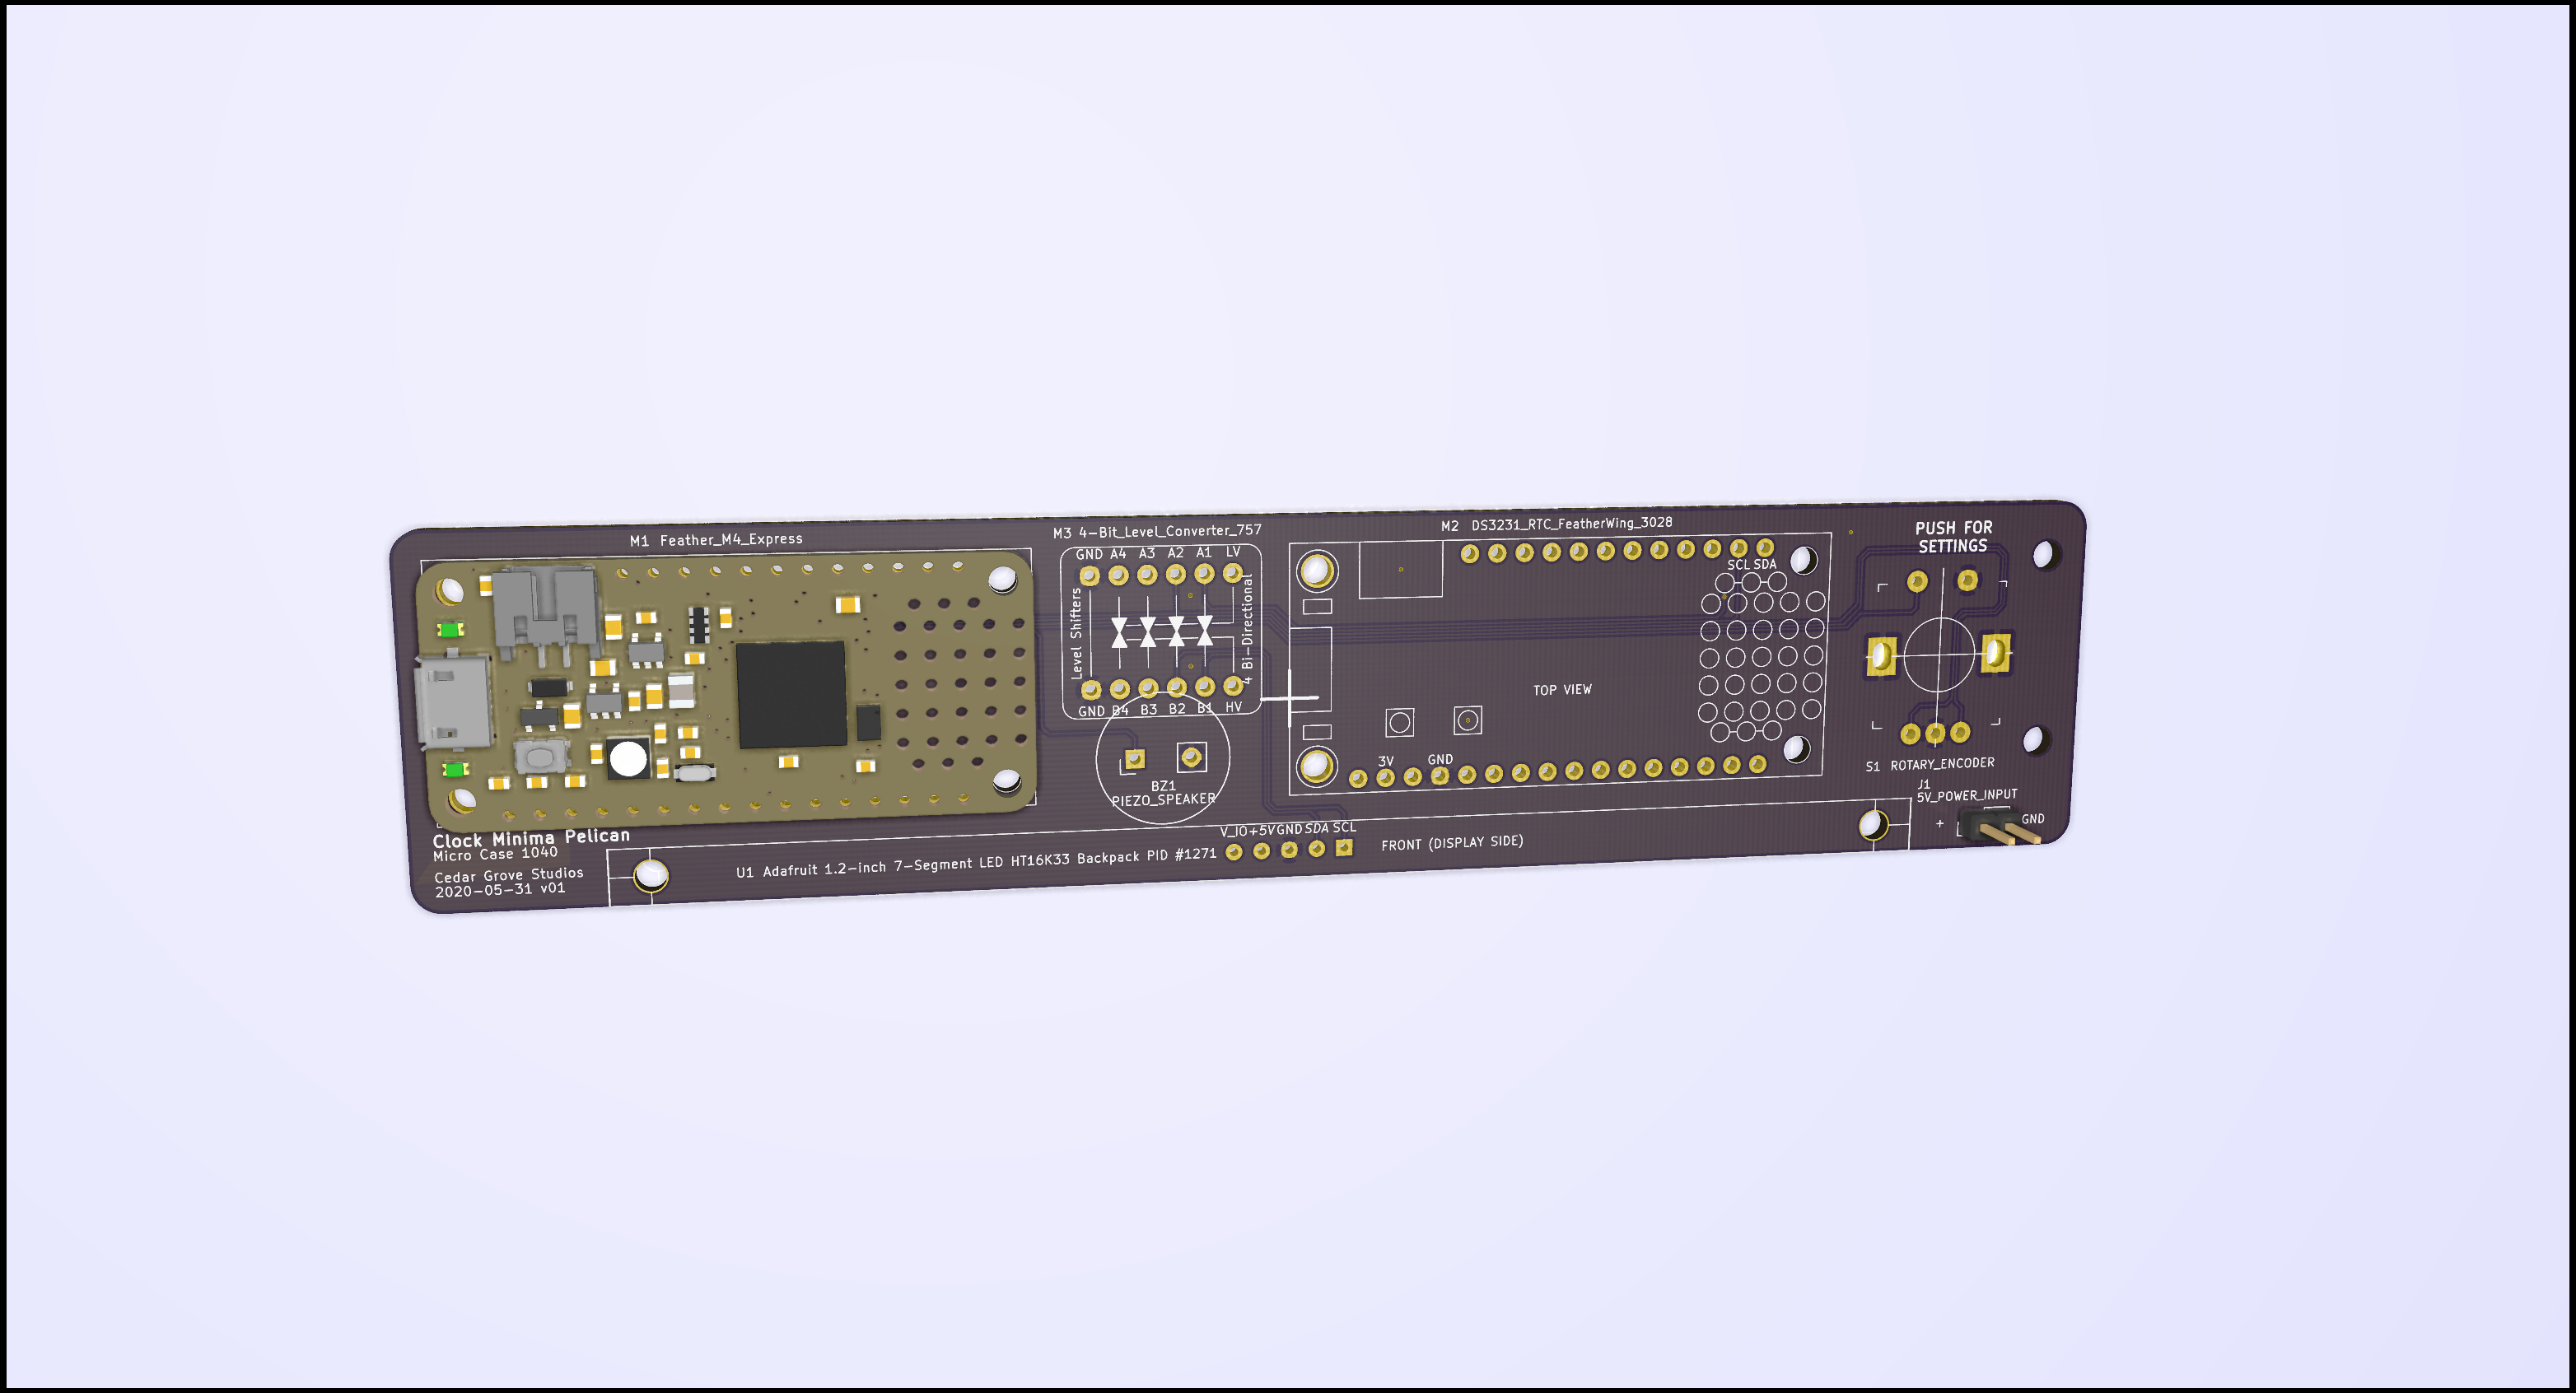 M1 Feather_M4_Express
M3 4-Bit_Level_Converter_757
GND A4 A3 A2 A1 LV
Level Shifters
4 Bi-Directional
GND B4 B3 B2 B1 HV
BZ1
PIEZO_SPEAKER
M2 DS3231_RTC_FeatherWing_3028
SCL SDA
TOP VIEW
3V GND
PUSH FOR
SETTINGS
S1 ROTARY_ENCODER
J1
5V_POWER_INPUT
+ GND
Clock Minima Pelican
Micro Case 1040
Cedar Grove Studios
2020-05-31 v01
V_IO +5V GND SDA SCL
U1 Adafruit 1.2-inch 7-Segment LED HT16K33 Backpack PID #1271
FRONT (DISPLAY SIDE)